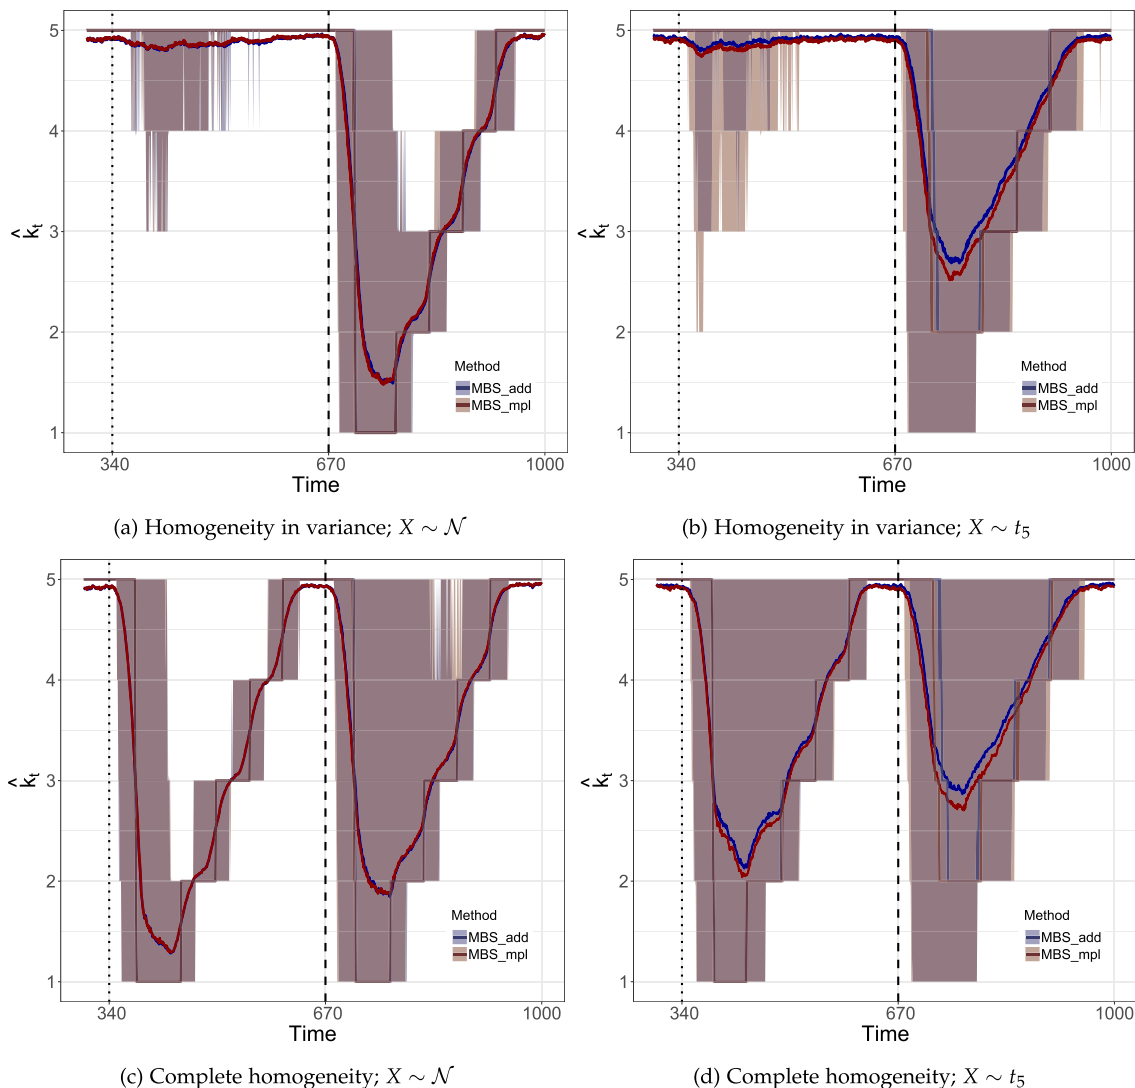 5
4
3
2
1
k̂t
340
670
1000
Time
Method
MBS_add
MBS_mpl
(a) Homogeneity in variance; X ∼ 𝒩
5
4
3
2
1
k̂t
340
670
1000
Time
Method
MBS_add
MBS_mpl
(b) Homogeneity in variance; X ∼ t5
5
4
3
2
1
k̂t
340
670
1000
Time
Method
MBS_add
MBS_mpl
(c) Complete homogeneity; X ∼ 𝒩
5
4
3
2
1
k̂t
340
670
1000
Time
Method
MBS_add
MBS_mpl
(d) Complete homogeneity; X ∼ t5